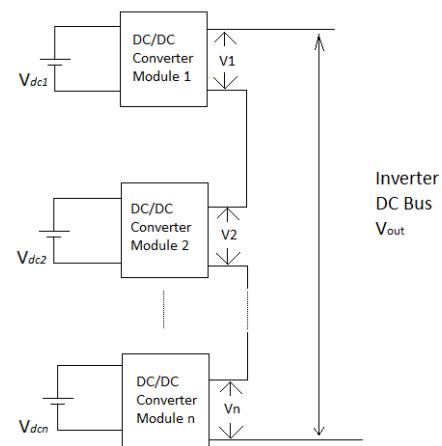 DC/DC
Converter
Module 1
V1
Vdc1
DC/DC
Converter
Module 2
V2
Vdc2
Inverter
DC Bus
Vout
DC/DC
Converter
Module n
Vn
Vdcn